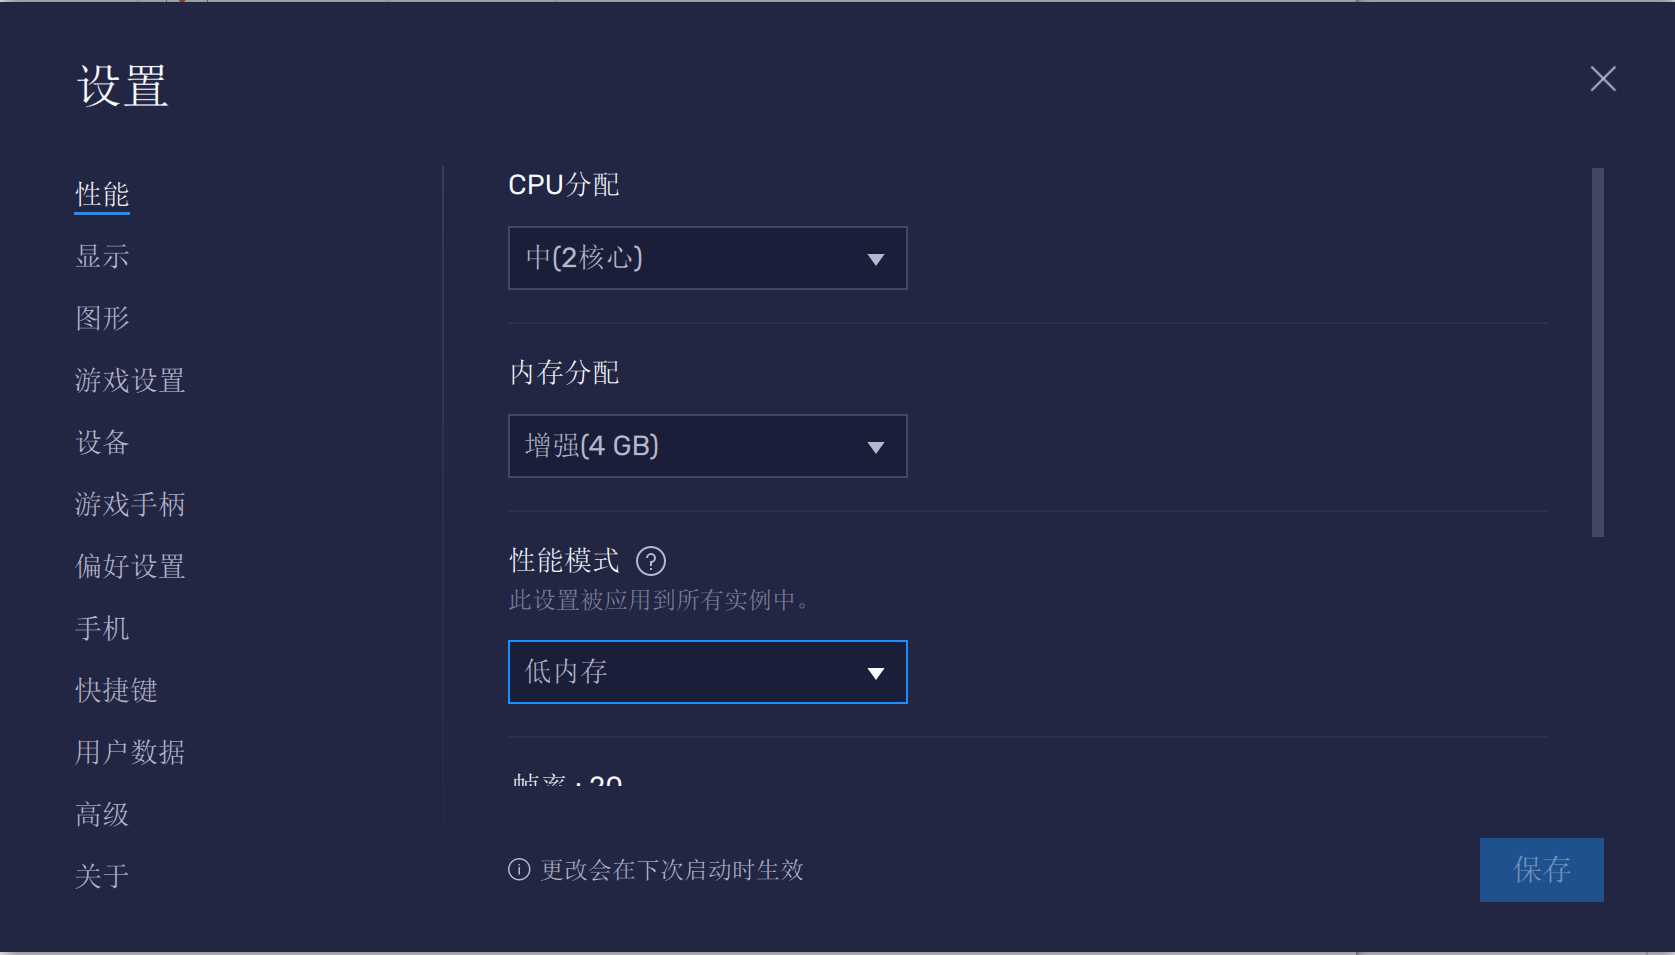 设置
性能
显示
图形
游戏设置
设备
游戏手柄
偏好设置
手机
快捷键
用户数据
高级
关于
CPU分配
中(2核心)
内存分配
增强(4 GB)
性能模式 ?
此设置被应用到所有实例中。
低内存
帧率 : 20
更改会在下次启动时生效
保存